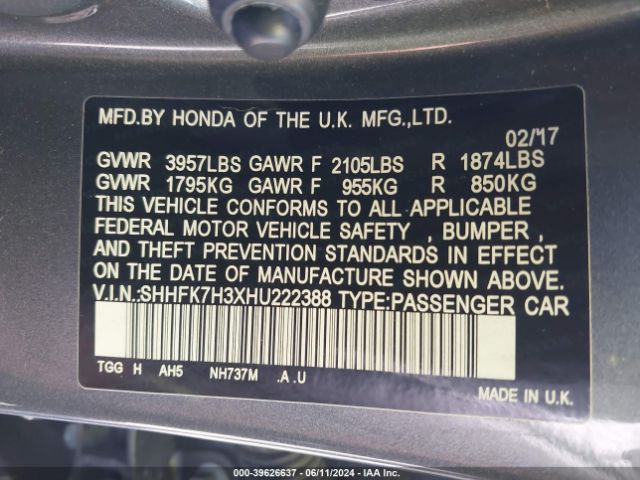 MFD.BY HONDA OF THE U.K. MFG.,LTD.
02/17
GVWR 3957LBS GAWR F 2105LBS R 1874LBS
GVWR 1795KG GAWR F 955KG R 850KG
THIS VEHICLE CONFORMS TO ALL APPLICABLE
FEDERAL MOTOR VEHICLE SAFETY , BUMPER ,
AND THEFT PREVENTION STANDARDS IN EFFECT
ON THE DATE OF MANUFACTURE SHOWN ABOVE.
V.I.N.:SHHFK7H3XHU222388 TYPE:PASSENGER CAR
TGG H AH5 NH737M .A .U
MADE IN U.K.
000-39626637 - 06/11/2024 - IAA Inc.